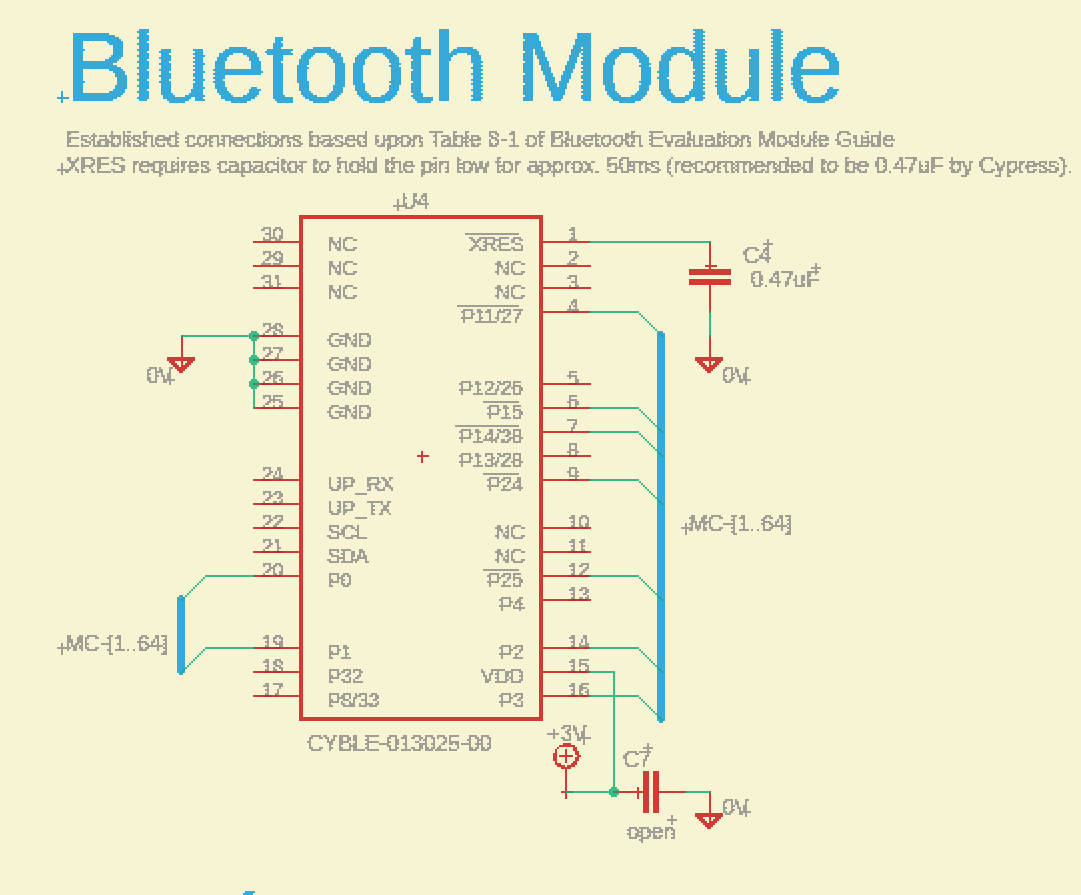 Bluetooth Module
Established connections based upon Table 8-1 of Bluetooth Evaluation Module Guide
XRES requires capacitor to hold the pin low for approx. 50ms (recommended to be 0.47uF by Cypress).
U4
30 NC XRES 1
29 NC NC 2
31 NC NC 3
P11/27 4
28 GND
27 GND
26 GND P12/26 5
25 GND P15 6
P14/38 7
P13/28 8
24 UP_RX P24 9
23 UP_TX
22 SCL NC 10
21 SDA NC 11
20 P0 P25 12
P4 13
19 P1 P2 14
18 P32 VDD 15
17 P8/33 P3 16
C4
0.47uF
0V
0V
MC-[1..64]
MC-[1..64]
CYBLE-013025-00
+3V
C7
open
0V